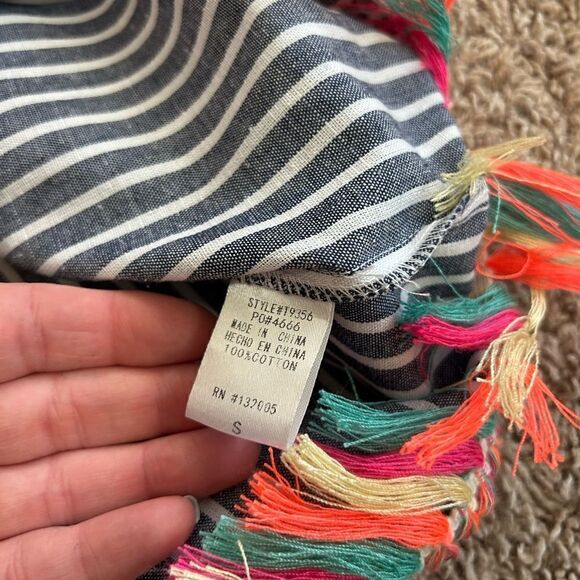 STYLE#19356
PO#4666
MADE IN CHINA
HECHO EN CHINA
100%COTTON
RN #132005
S